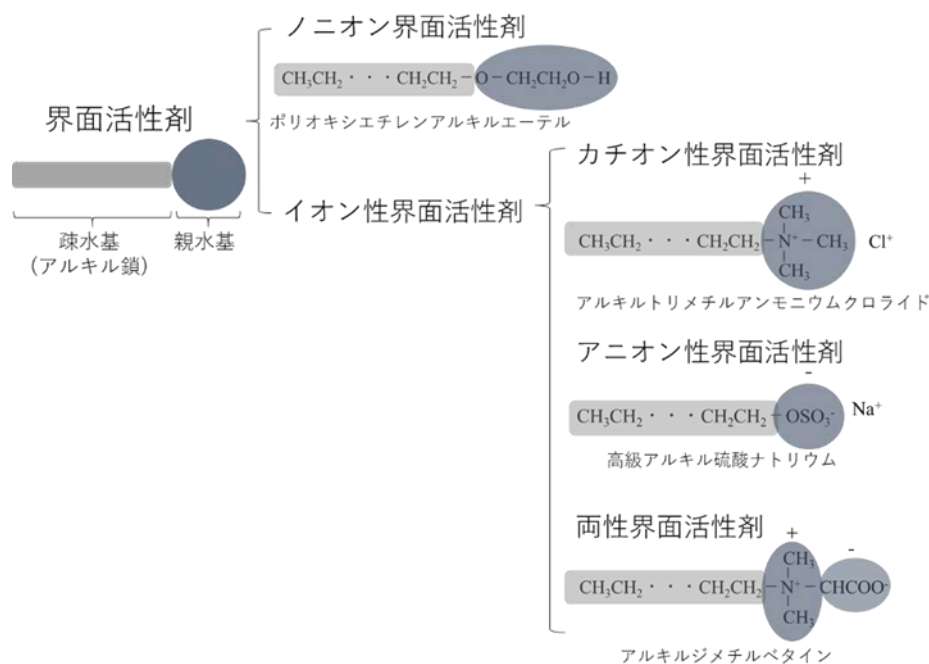 界面活性剤
疎水基
(アルキル鎖)
親水基
ノニオン界面活性剤
CH₃CH₂・・・CH₂CH₂−O−CH₂CH₂O−H
ポリオキシエチレンアルキルエーテル
イオン性界面活性剤
カチオン性界面活性剤
+
CH₃
CH₃CH₂・・・CH₂CH₂−N⁺−CH₃ Cl⁺
CH₃
アルキルトリメチルアンモニウムクロライド
アニオン性界面活性剤
-
CH₃CH₂・・・CH₂CH₂−OSO₃⁻ Na⁺
高級アルキル硫酸ナトリウム
両性界面活性剤
+ -
CH₃
CH₃CH₂・・・CH₂CH₂−N⁺−CHCOO⁻
CH₃
アルキルジメチルベタイン